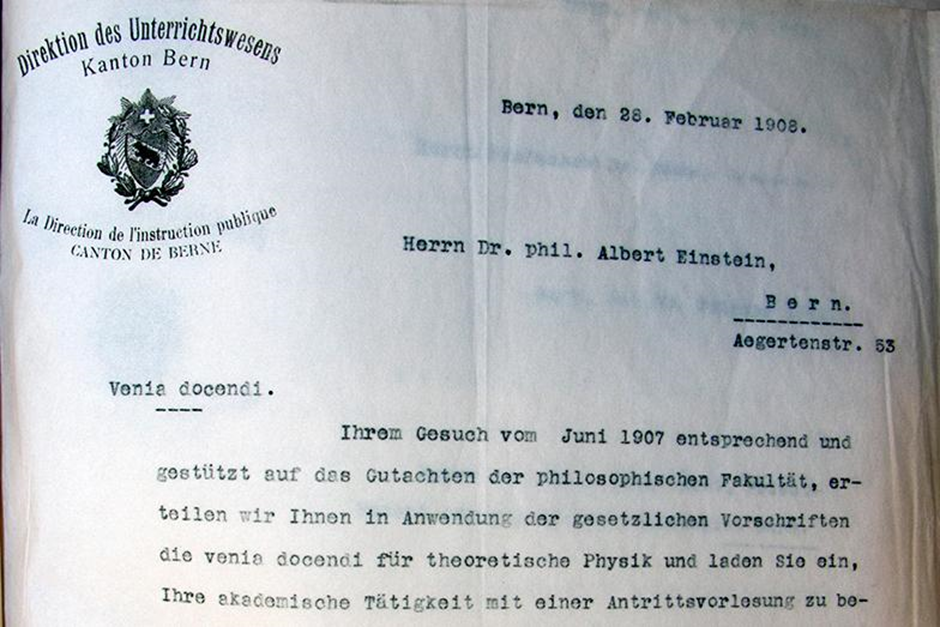 Direktion des Unterrichtswesens
Kanton Bern
La Direction de l'instruction publique
CANTON DE BERNE
Bern, den 28. Februar 1908.
Herrn Dr. phil. Albert Einstein,
Bern.
Aegertenstr. 53
Venia docendi.
Ihrem Gesuch vom Juni 1907 entsprechend und
gestützt auf das Gutachten der philosophischen Fakultät, er-
teilen wir Ihnen in Anwendung der gesetzlichen Vorschriften
die venia docendi für theoretische Physik und laden Sie ein,
Ihre akademische Tätigkeit mit einer Antrittsvorlesung zu be-